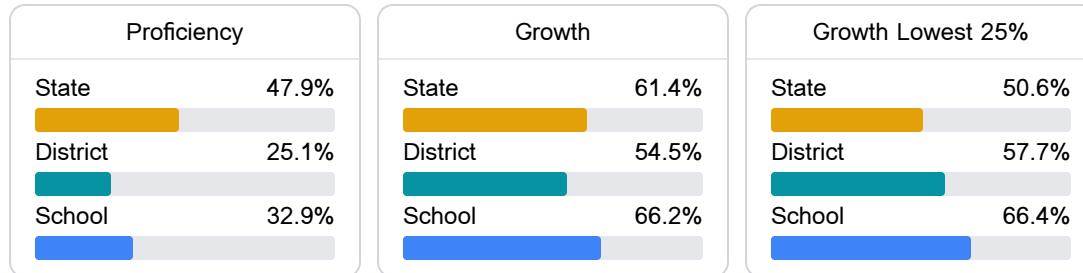 Proficiency
State 47.9%
District 25.1%
School 32.9%
Growth
State 61.4%
District 54.5%
School 66.2%
Growth Lowest 25%
State 50.6%
District 57.7%
School 66.4%